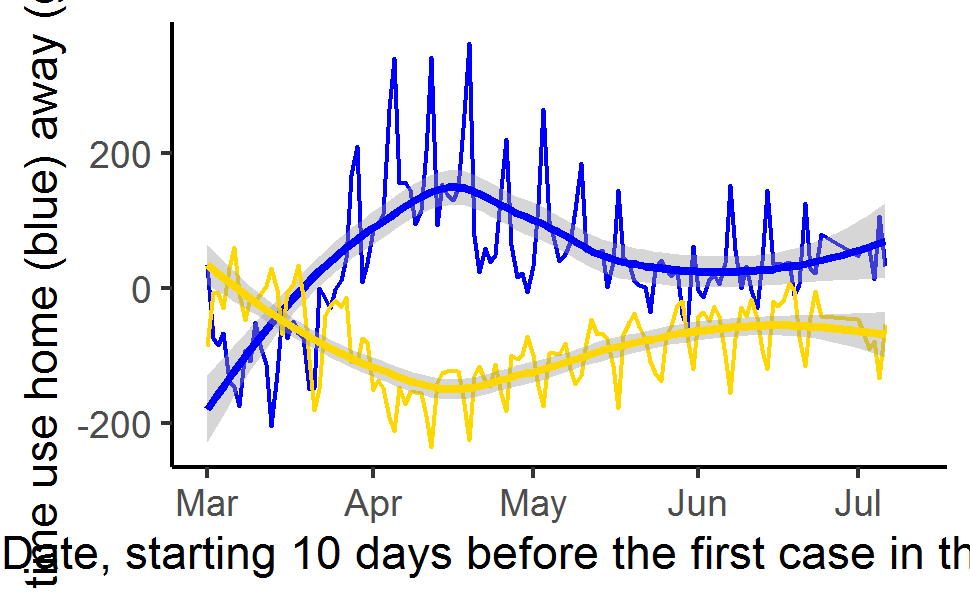 time use home (blue) away (
200
0
-200
Mar Apr May Jun Jul
Date, starting 10 days before the first case in th